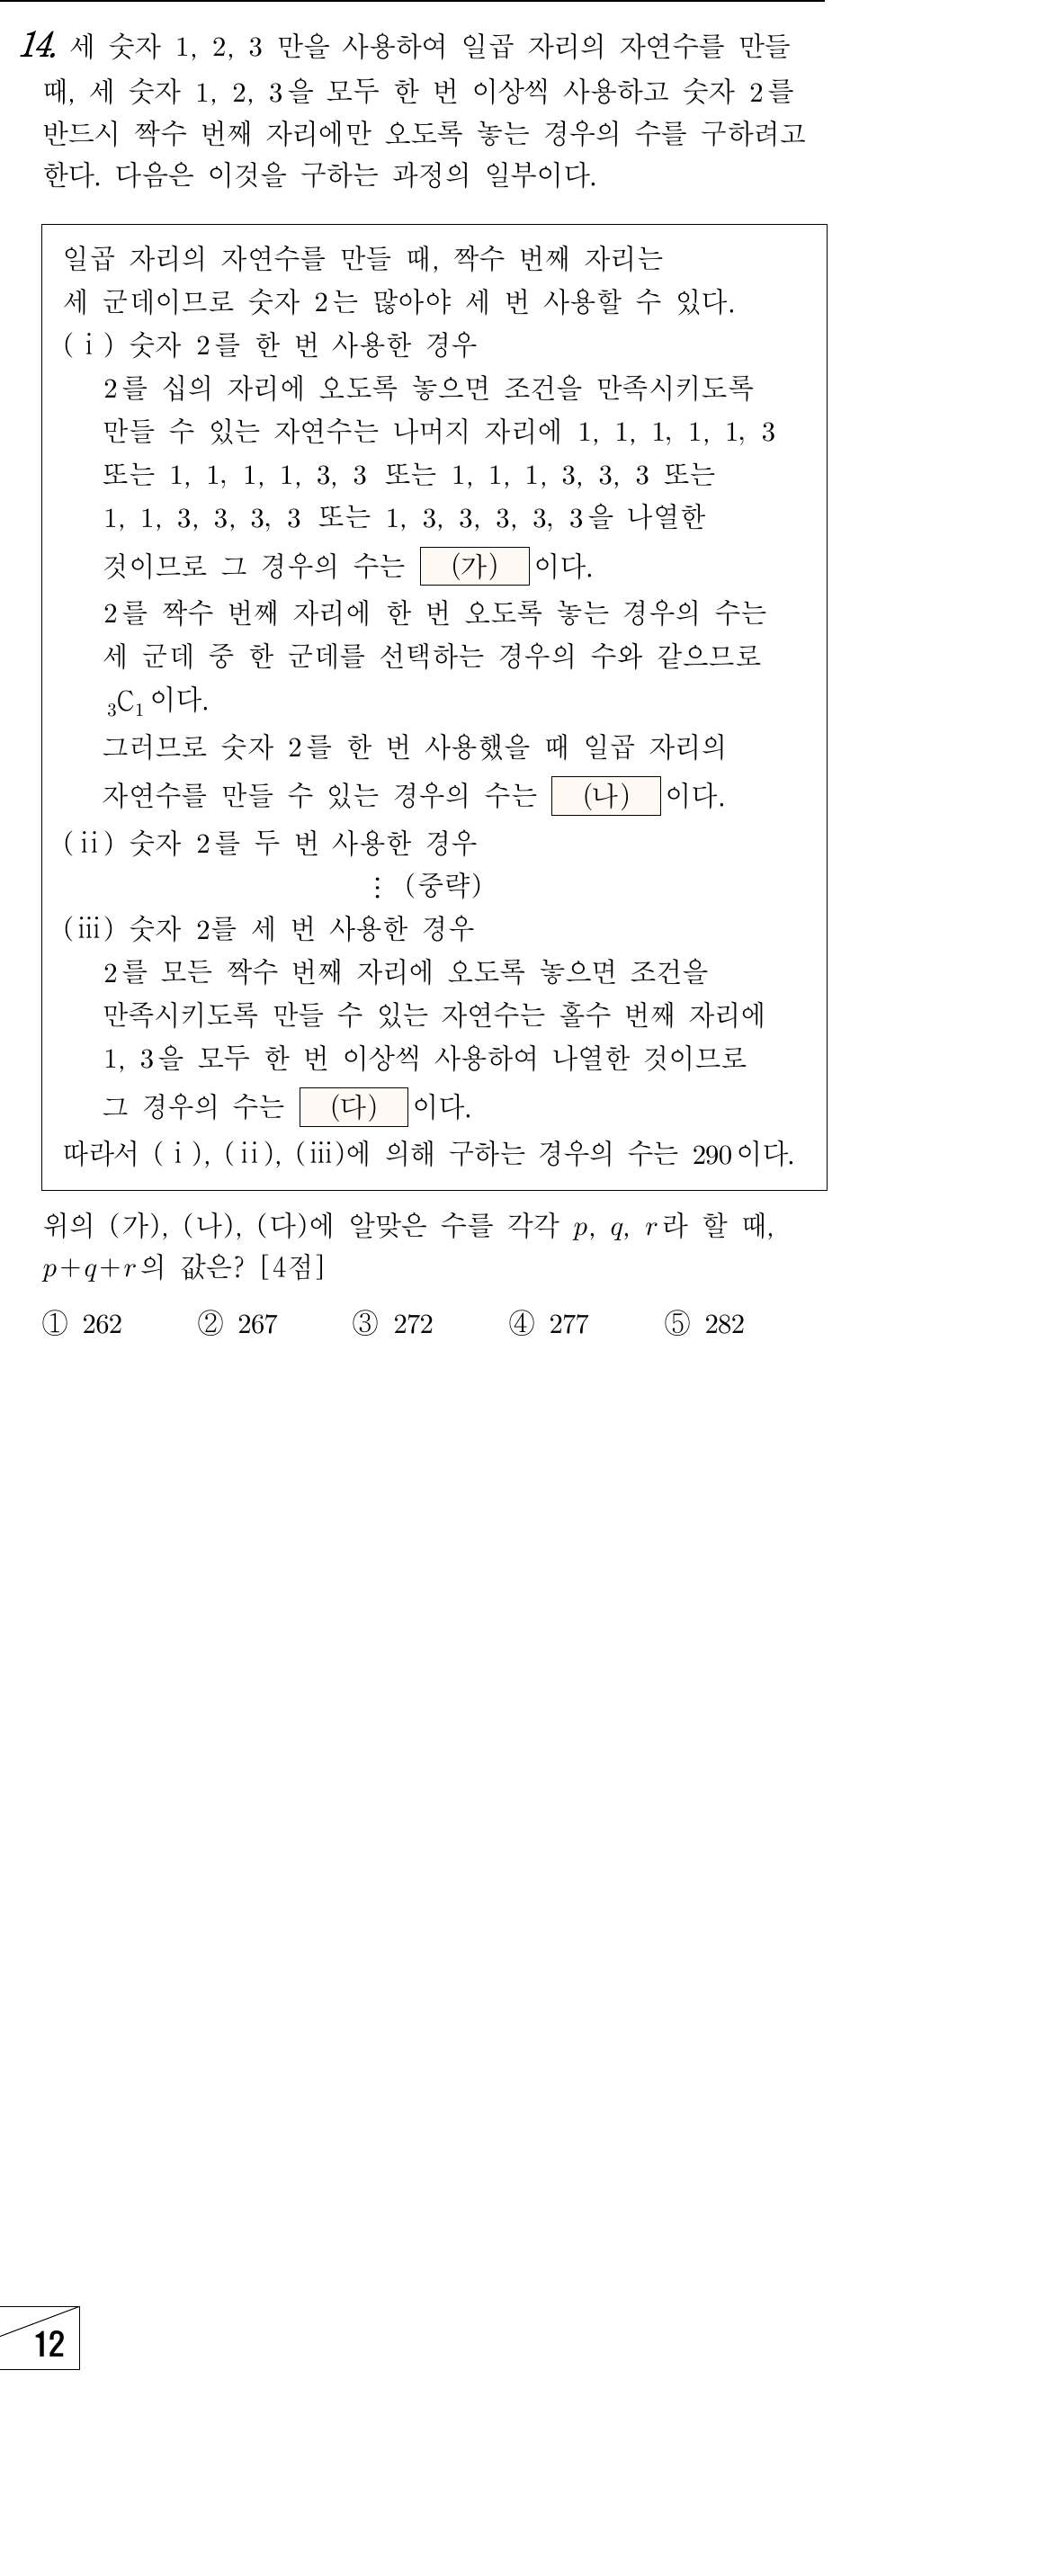 14. 세 숫자 1, 2, 3 만을 사용하여 일곱 자리의 자연수를 만들
때, 세 숫자 1, 2, 3을 모두 한 번 이상씩 사용하고 숫자 2를
반드시 짝수 번째 자리에만 오도록 놓는 경우의 수를 구하려고
한다. 다음은 이것을 구하는 과정의 일부이다.
일곱 자리의 자연수를 만들 때, 짝수 번째 자리는
세 군데이므로 숫자 2는 많아야 세 번 사용할 수 있다.
(ⅰ) 숫자 2를 한 번 사용한 경우
2를 십의 자리에 오도록 놓으면 조건을 만족시키도록
만들 수 있는 자연수는 나머지 자리에 1, 1, 1, 1, 1, 3
또는 1, 1, 1, 1, 3, 3 또는 1, 1, 1, 3, 3, 3 또는
1, 1, 3, 3, 3, 3 또는 1, 3, 3, 3, 3, 3을 나열한
것이므로 그 경우의 수는 (가) 이다.
2를 짝수 번째 자리에 한 번 오도록 놓는 경우의 수는
세 군데 중 한 군데를 선택하는 경우의 수와 같으므로
₃C₁이다.
그러므로 숫자 2를 한 번 사용했을 때 일곱 자리의
자연수를 만들 수 있는 경우의 수는 (나) 이다.
(ⅱ) 숫자 2를 두 번 사용한 경우
⋮ (중략)
(ⅲ) 숫자 2를 세 번 사용한 경우
2를 모든 짝수 번째 자리에 오도록 놓으면 조건을
만족시키도록 만들 수 있는 자연수는 홀수 번째 자리에
1, 3을 모두 한 번 이상씩 사용하여 나열한 것이므로
그 경우의 수는 (다) 이다.
따라서 (ⅰ), (ⅱ), (ⅲ)에 의해 구하는 경우의 수는 290이다.
위의 (가), (나), (다)에 알맞은 수를 각각 p, q, r라 할 때,
p+q+r의 값은? [4점]
① 262 ② 267 ③ 272 ④ 277 ⑤ 282
12